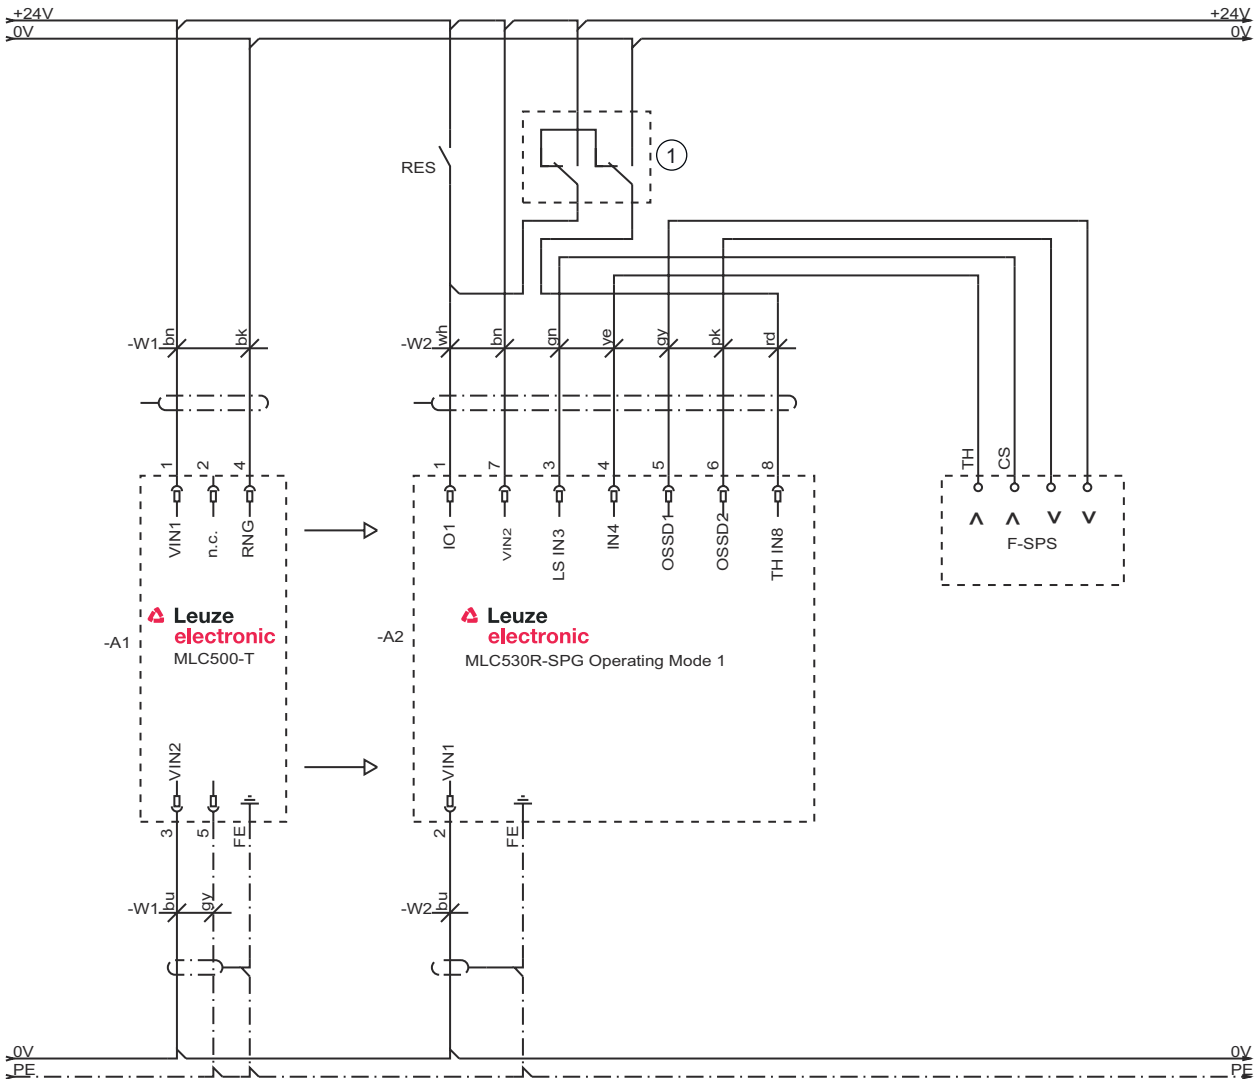 +24V +24V
0V 0V
1
RES
-W1 bn bk -W2 wh bn gn ye gy pk rd
TH CS
1 2 4 1 7 3 4 5 6 8
VIN1 n.c. RNG IO1 VIN2 LS IN3 IN4 OSSD1 OSSD2 TH IN8
F-SPS
Leuze Leuze
electronic electronic
-A1 -A2
MLC500-T MLC530R-SPG Operating Mode 1
VIN2 VIN1
3 5 FE 2 FE
-W1 bu gy -W2 bu
0V 0V
PE PE